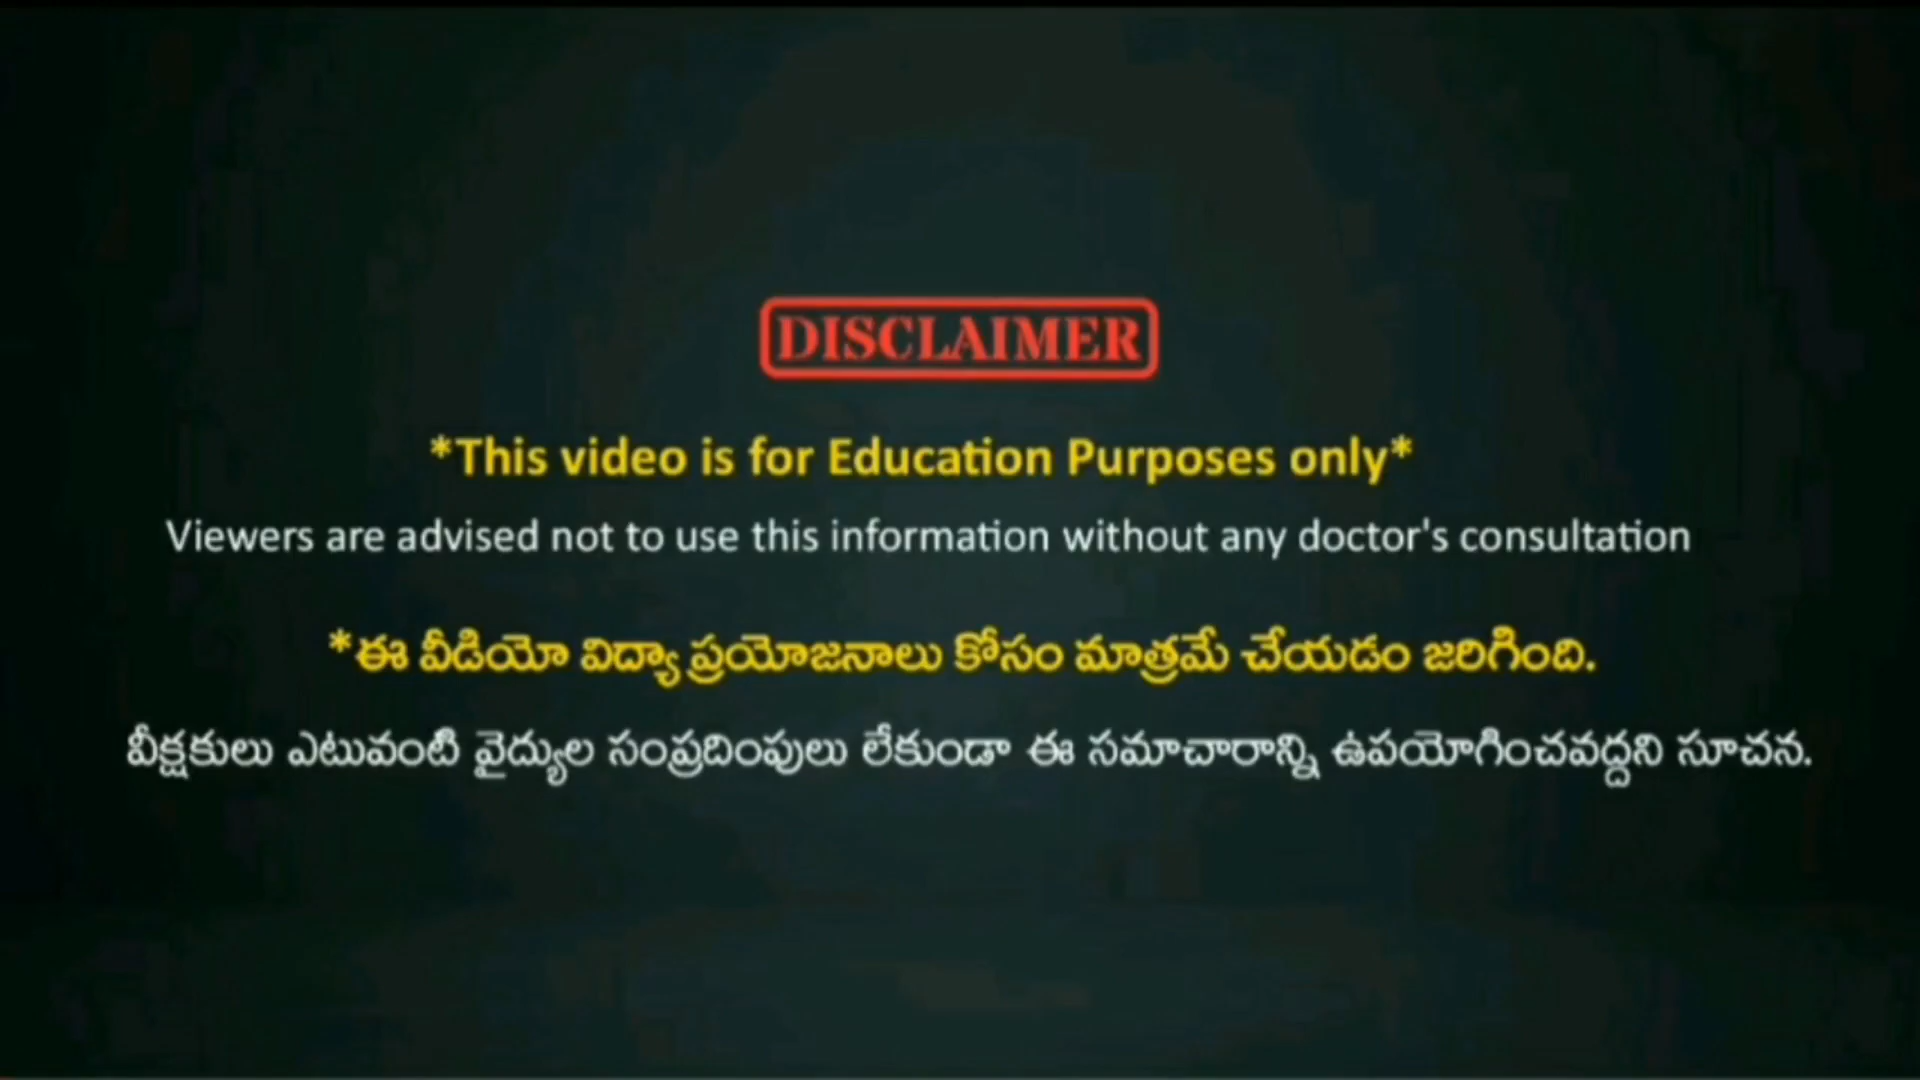 DISCLAIMER
*This video is for Education Purposes only*
Viewers are advised not to use this information without any doctor's consultation
*ఈ వీడియో విద్యా ప్రయోజనాలు కోసం మాత్రమే చేయడం జరిగింది.
వీక్షకులు ఎటువంటి వైద్యుల సంప్రదింపులు లేకుండా ఈ సమాచారాన్ని ఉపయోగించవద్దని సూచన.